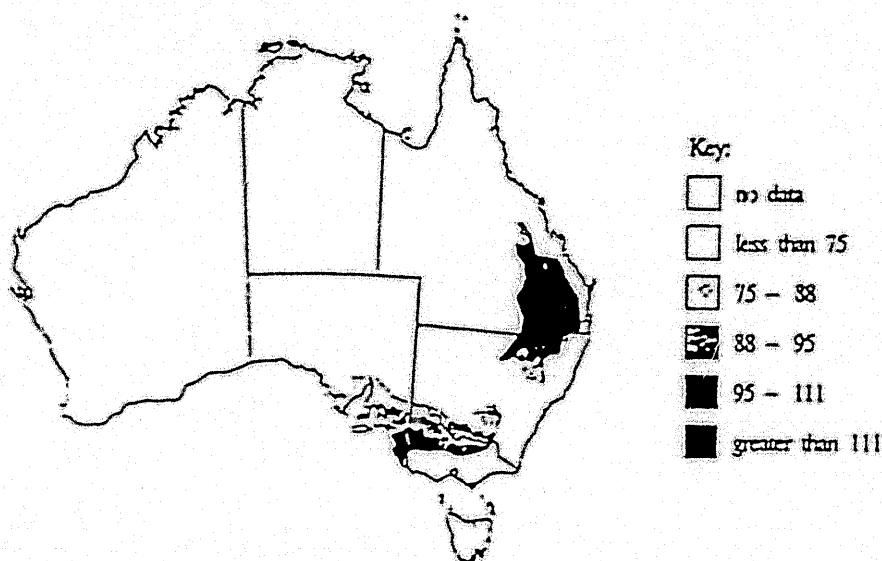 Key:
no data
less than 75
75 - 88
88 - 95
95 - 111
greater than 111